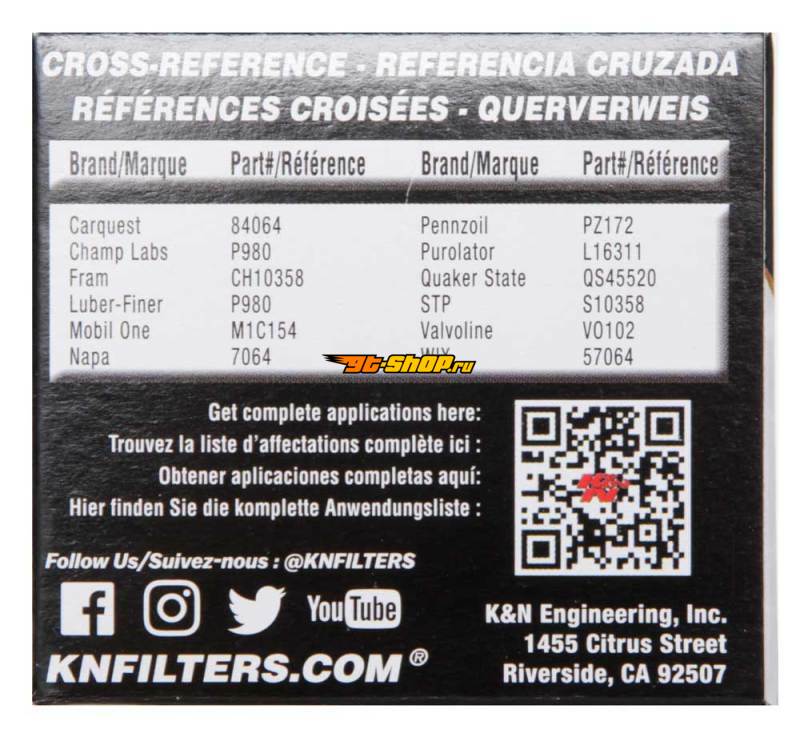 CROSS-REFERENCE - REFERENCIA CRUZADA
RÉFÉRENCES CROISÉES - QUERVERWEIS
Brand/Marque Part#/Référence Brand/Marque Part#/Référence
Carquest 84064 Pennzoil PZ172
Champ Labs P980 Purolator L16311
Fram CH10358 Quaker State QS45520
Luber-Finer P980 STP S10358
Mobil One M1C154 Valvoline VO102
Napa 7064 WIX 57064
gt-shop.ru
Get complete applications here:
Trouvez la liste d'affectations complète ici :
Obtener aplicaciones completas aquí:
Hier finden Sie die komplette Anwendungsliste :
K&N
Follow Us/Suivez-nous : @KNFILTERS
f YouTube
KNFILTERS.COM®
K&N Engineering, Inc.
1455 Citrus Street
Riverside, CA 92507